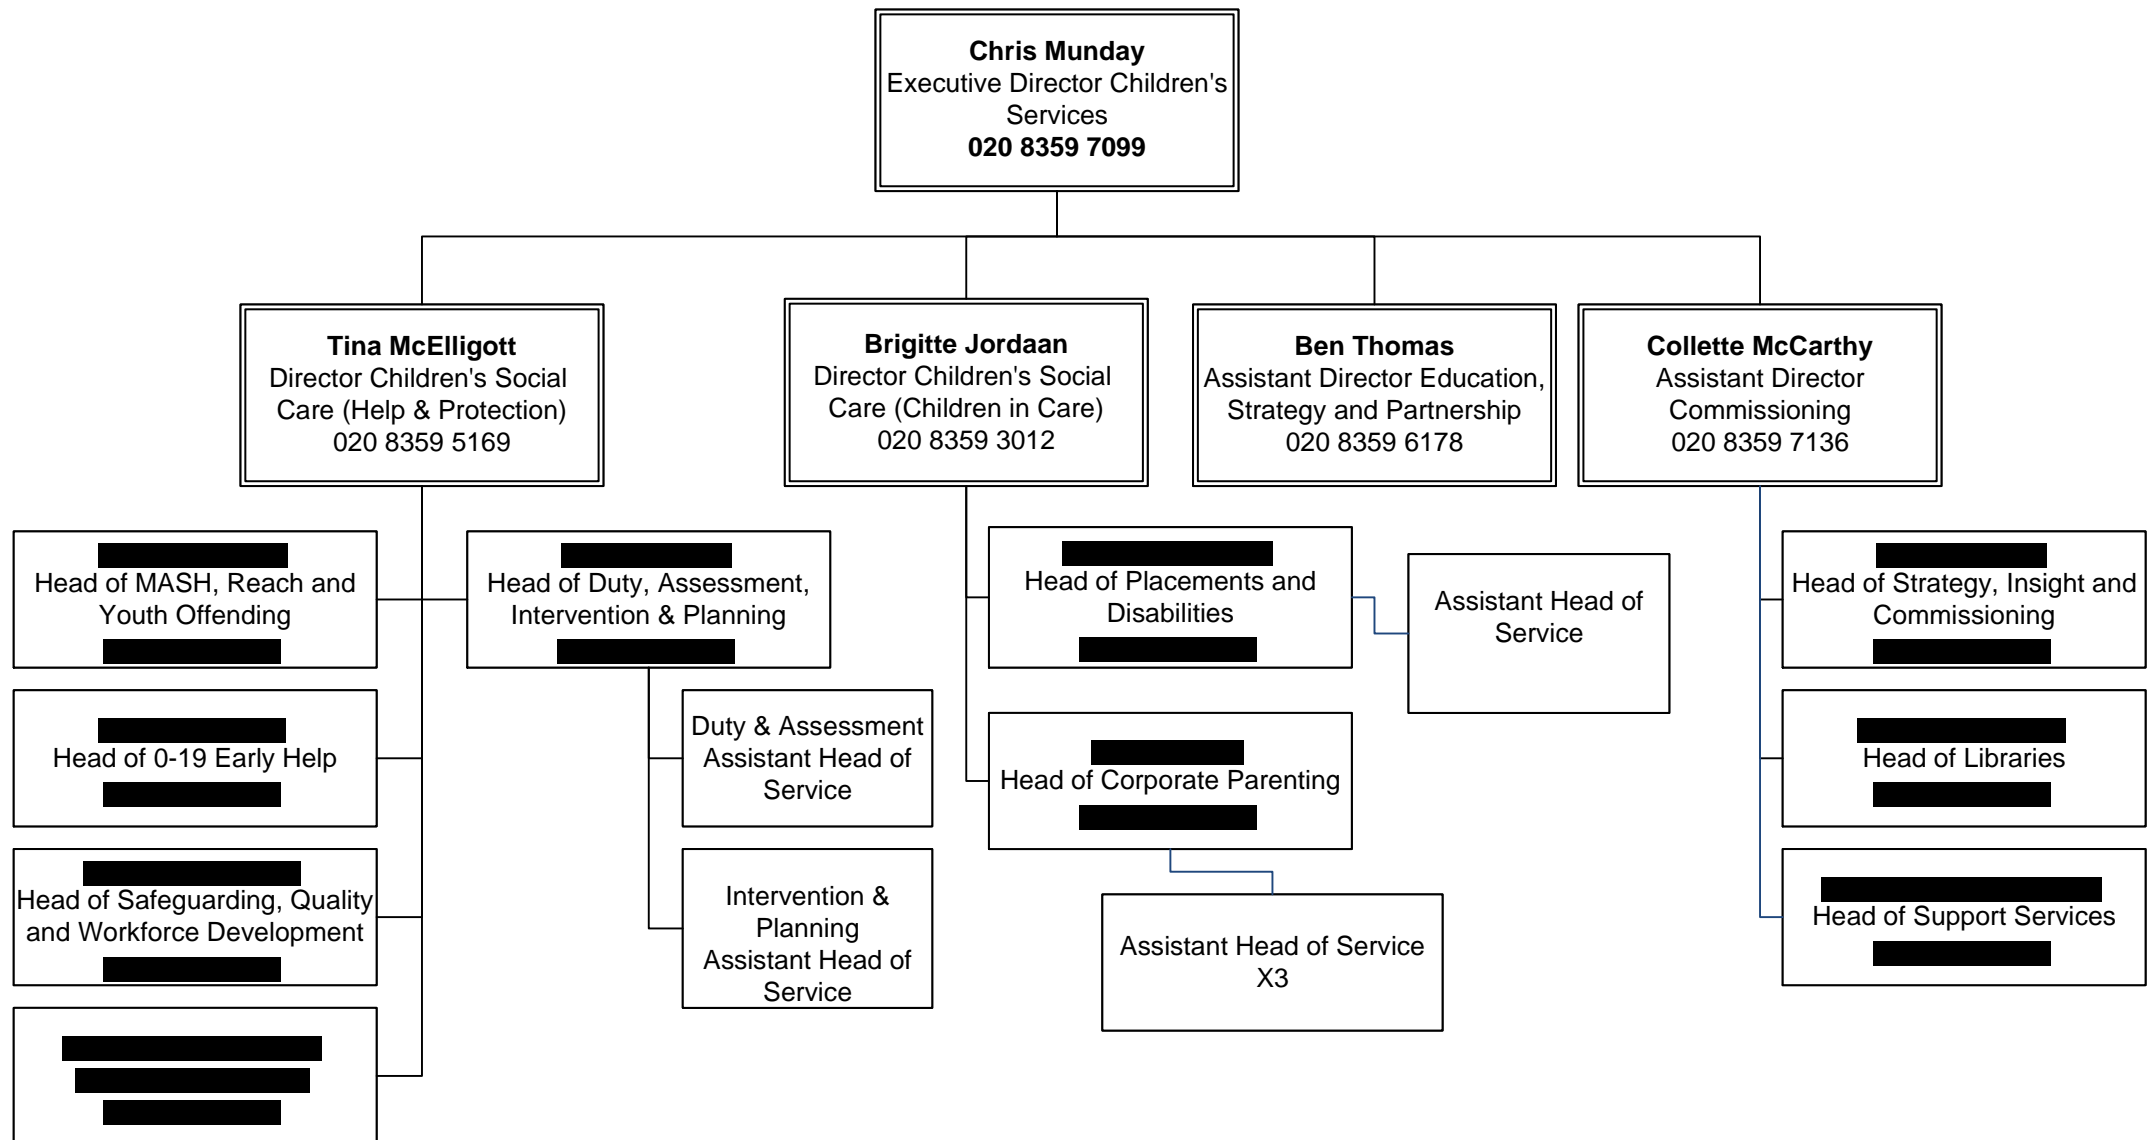 Chris Munday
Executive Director Children's
Services
020 8359 7099
Tina McElligott
Director Children's Social
Care (Help & Protection)
020 8359 5169
Brigitte Jordaan
Director Children's Social
Care (Children in Care)
020 8359 3012
Ben Thomas
Assistant Director Education,
Strategy and Partnership
020 8359 6178
Collette McCarthy
Assistant Director
Commissioning
020 8359 7136
Head of MASH, Reach and
Youth Offending
Head of Duty, Assessment,
Intervention & Planning
Head of Placements and
Disabilities
Assistant Head of
Service
Head of Strategy, Insight and
Commissioning
Head of 0-19 Early Help
Duty & Assessment
Assistant Head of
Service
Head of Corporate Parenting
Head of Libraries
Head of Safeguarding, Quality
and Workforce Development
Intervention &
Planning
Assistant Head of
Service
Assistant Head of Service
X3
Head of Support Services